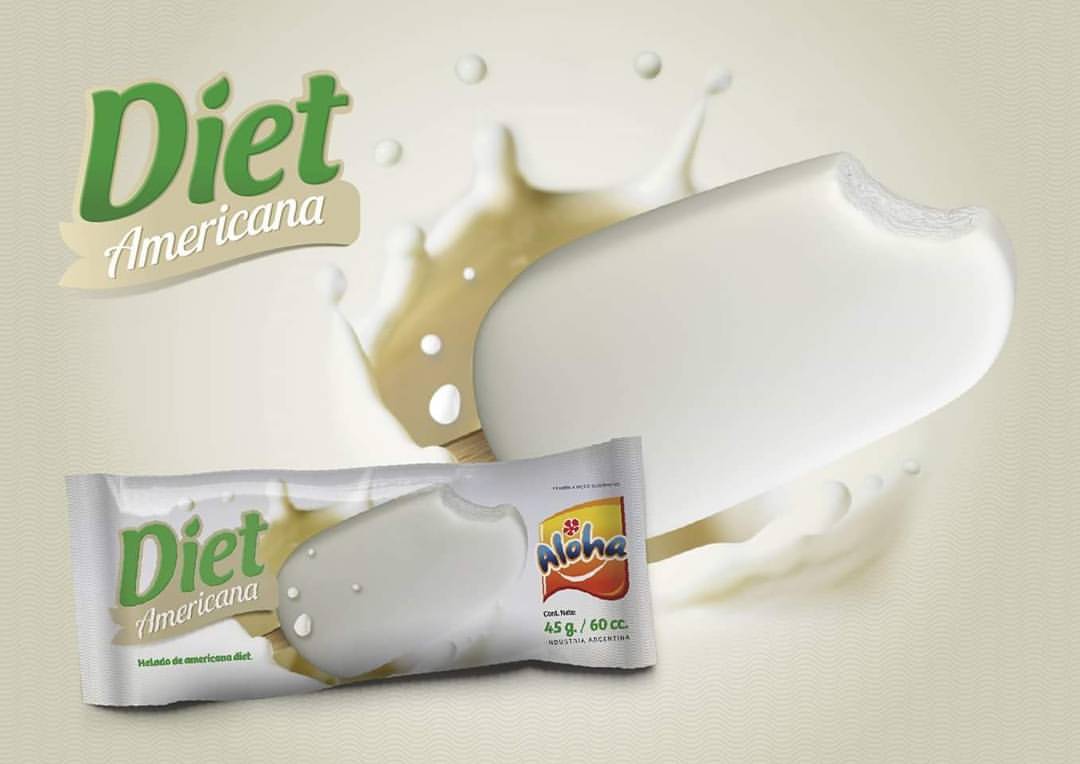 Diet
Americana
Diet
Americana
Helado de americana diet.
Aloha
Cont. Neto:
45 g. / 60 cc.
INDUSTRIA ARGENTINA